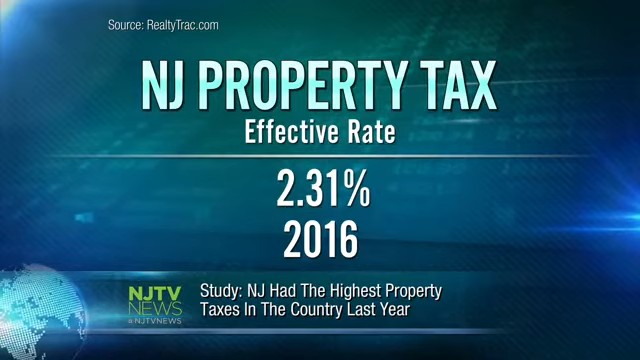 Source: RealtyTrac.com
NJ PROPERTY TAX
Effective Rate
2.31%
2016
NJTV
NEWS
@NJTVNEWS
Study: NJ Had The Highest Property
Taxes In The Country Last Year